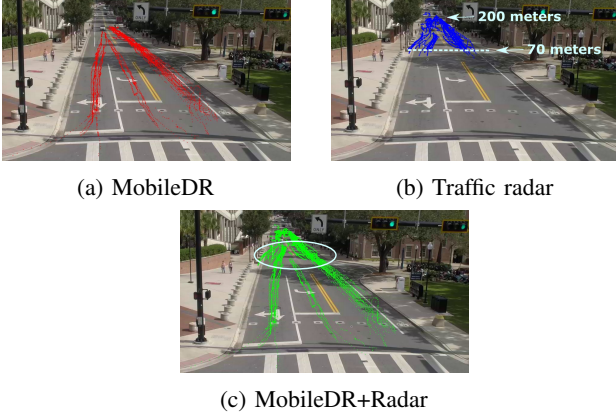 200 meters
70 meters
(a) MobileDR
(b) Traffic radar
(c) MobileDR+Radar